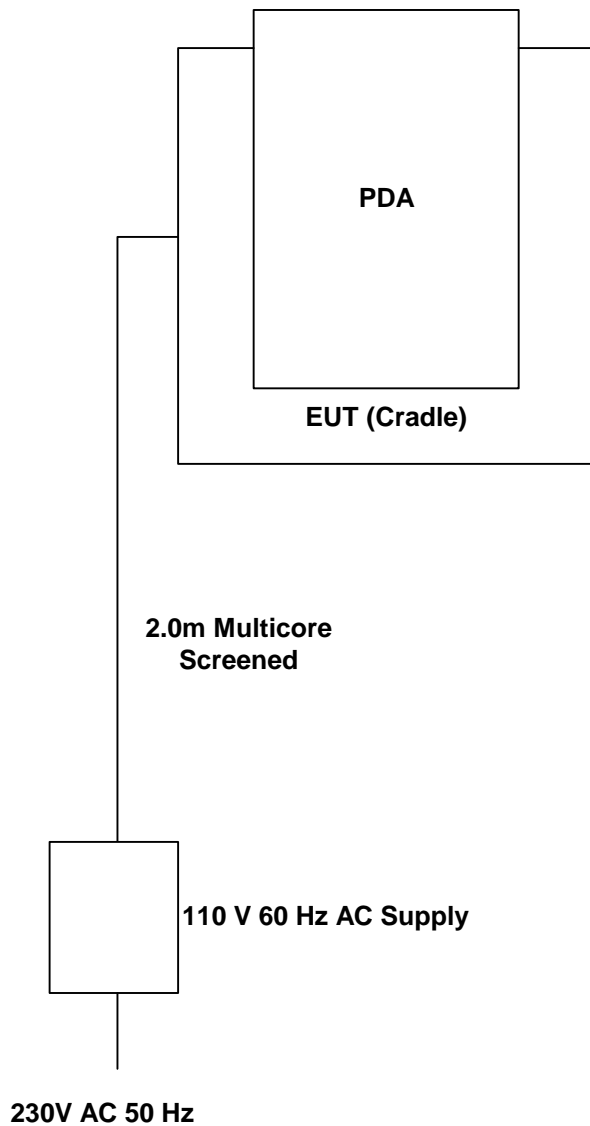 PDA
EUT (Cradle)
2.0m Multicore
Screened
110 V 60 Hz AC Supply
230V AC 50 Hz